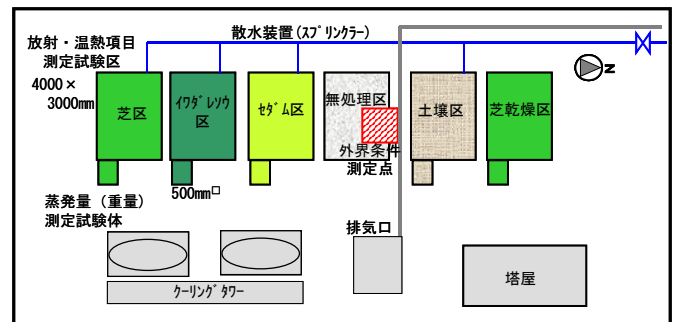 散水装置(ｽﾌﾟﾘﾝｸﾗｰ)
放射・温熱項目
測定試験区
4000×
3000mm
芝区
ｲﾜﾀﾞﾚｿｳ
区
ｾﾀﾞﾑ区
無処理区
土壌区
芝乾燥区
N
外界条件
測定点
500mm□
蒸発量（重量）
測定試験体
排気口
ｸｰﾘﾝｸﾞﾀﾜｰ
塔屋